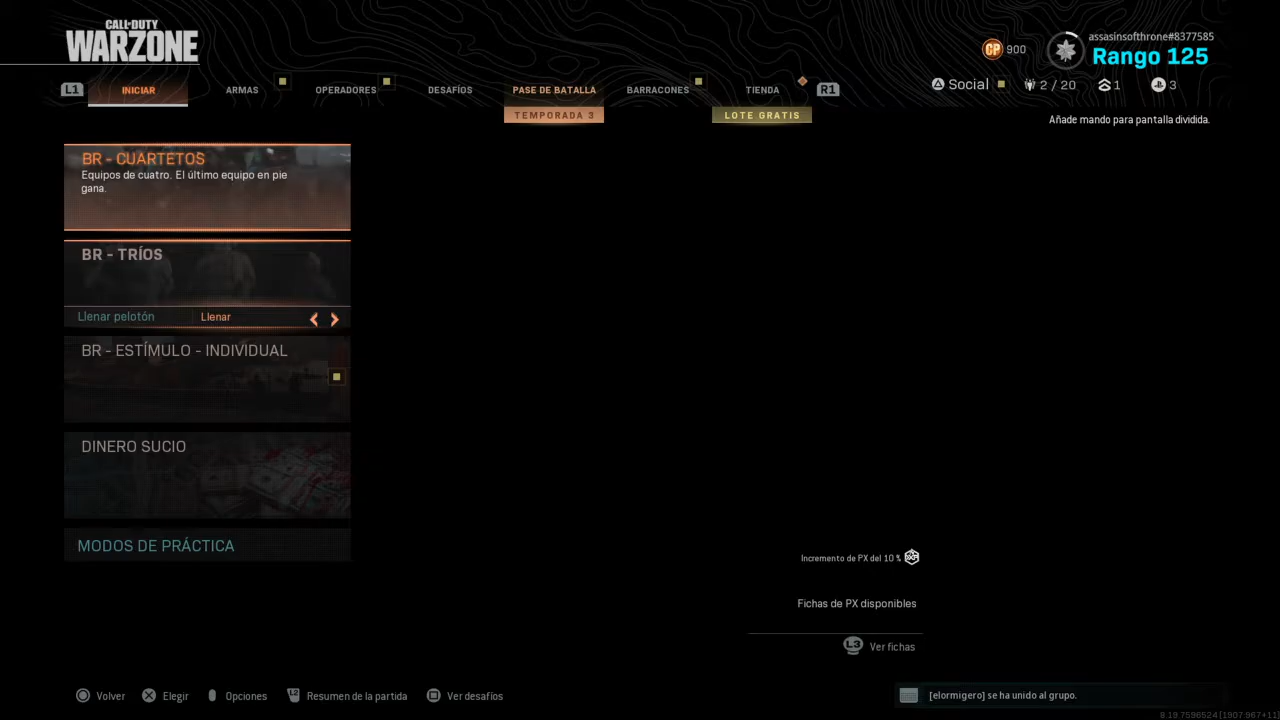 CALL OF DUTY
WARZONE
CP 900
assasinsofthrone#8377585
Rango 125
L1 INICIAR ARMAS OPERADORES DESAFÍOS PASE DE BATALLA BARRACONES TIENDA R1
Social 2 / 20 1 3
TEMPORADA 3 LOTE GRATIS
Añade mando para pantalla dividida.
BR - CUARTETOS
Equipos de cuatro. El último equipo en pie
gana.
BR - TRÍOS
Llenar pelotón Llenar
BR - ESTÍMULO - INDIVIDUAL
DINERO SUCIO
MODOS DE PRÁCTICA
Incremento de PX del 10 %
Fichas de PX disponibles
L3 Ver fichas
Volver Elegir Opciones L2 Resumen de la partida Ver desafíos
[elormigero] se ha unido al grupo.